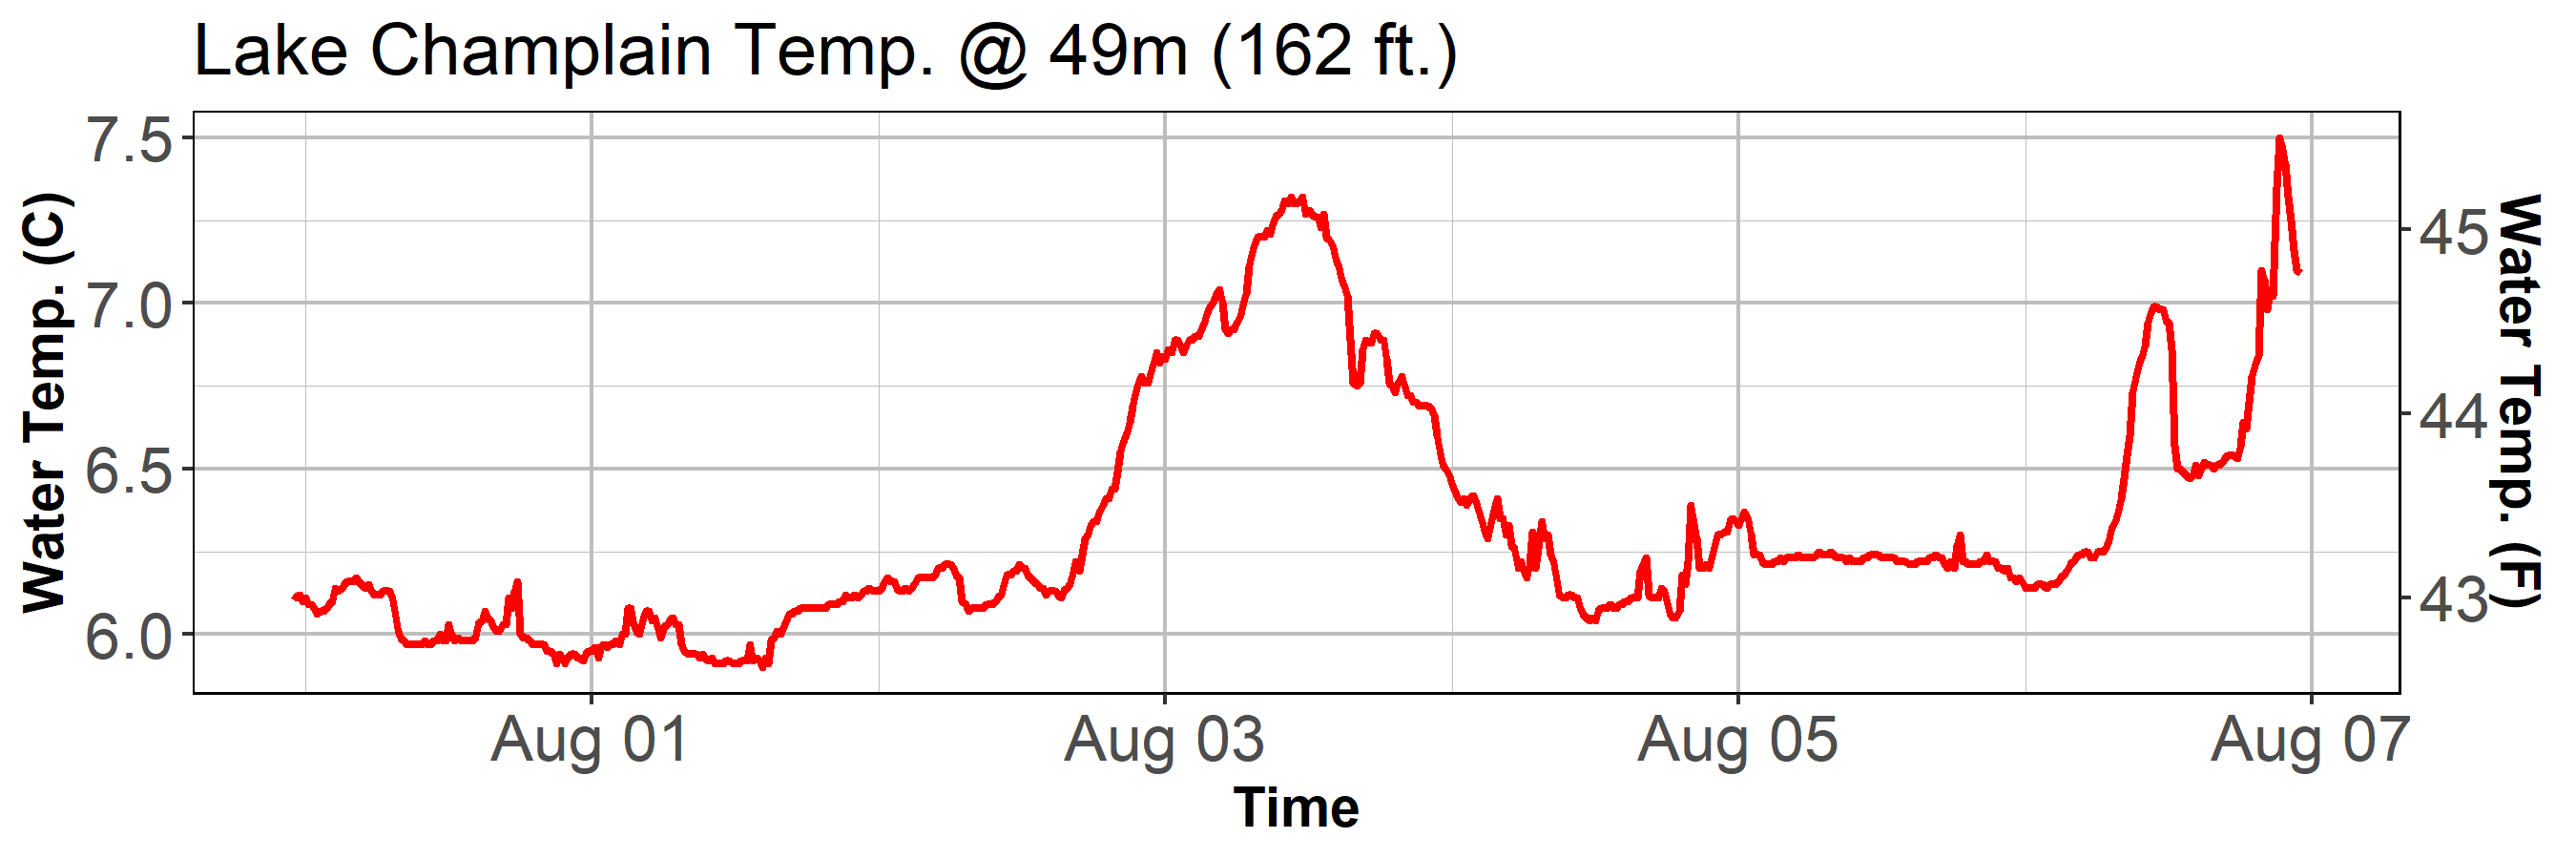 Lake Champlain Temp. @ 49m (162 ft.)
Water Temp. (C)
7.5
7.0
6.5
6.0
45
44
43
Water Temp. (F)
Aug 01 Aug 03 Aug 05 Aug 07
Time